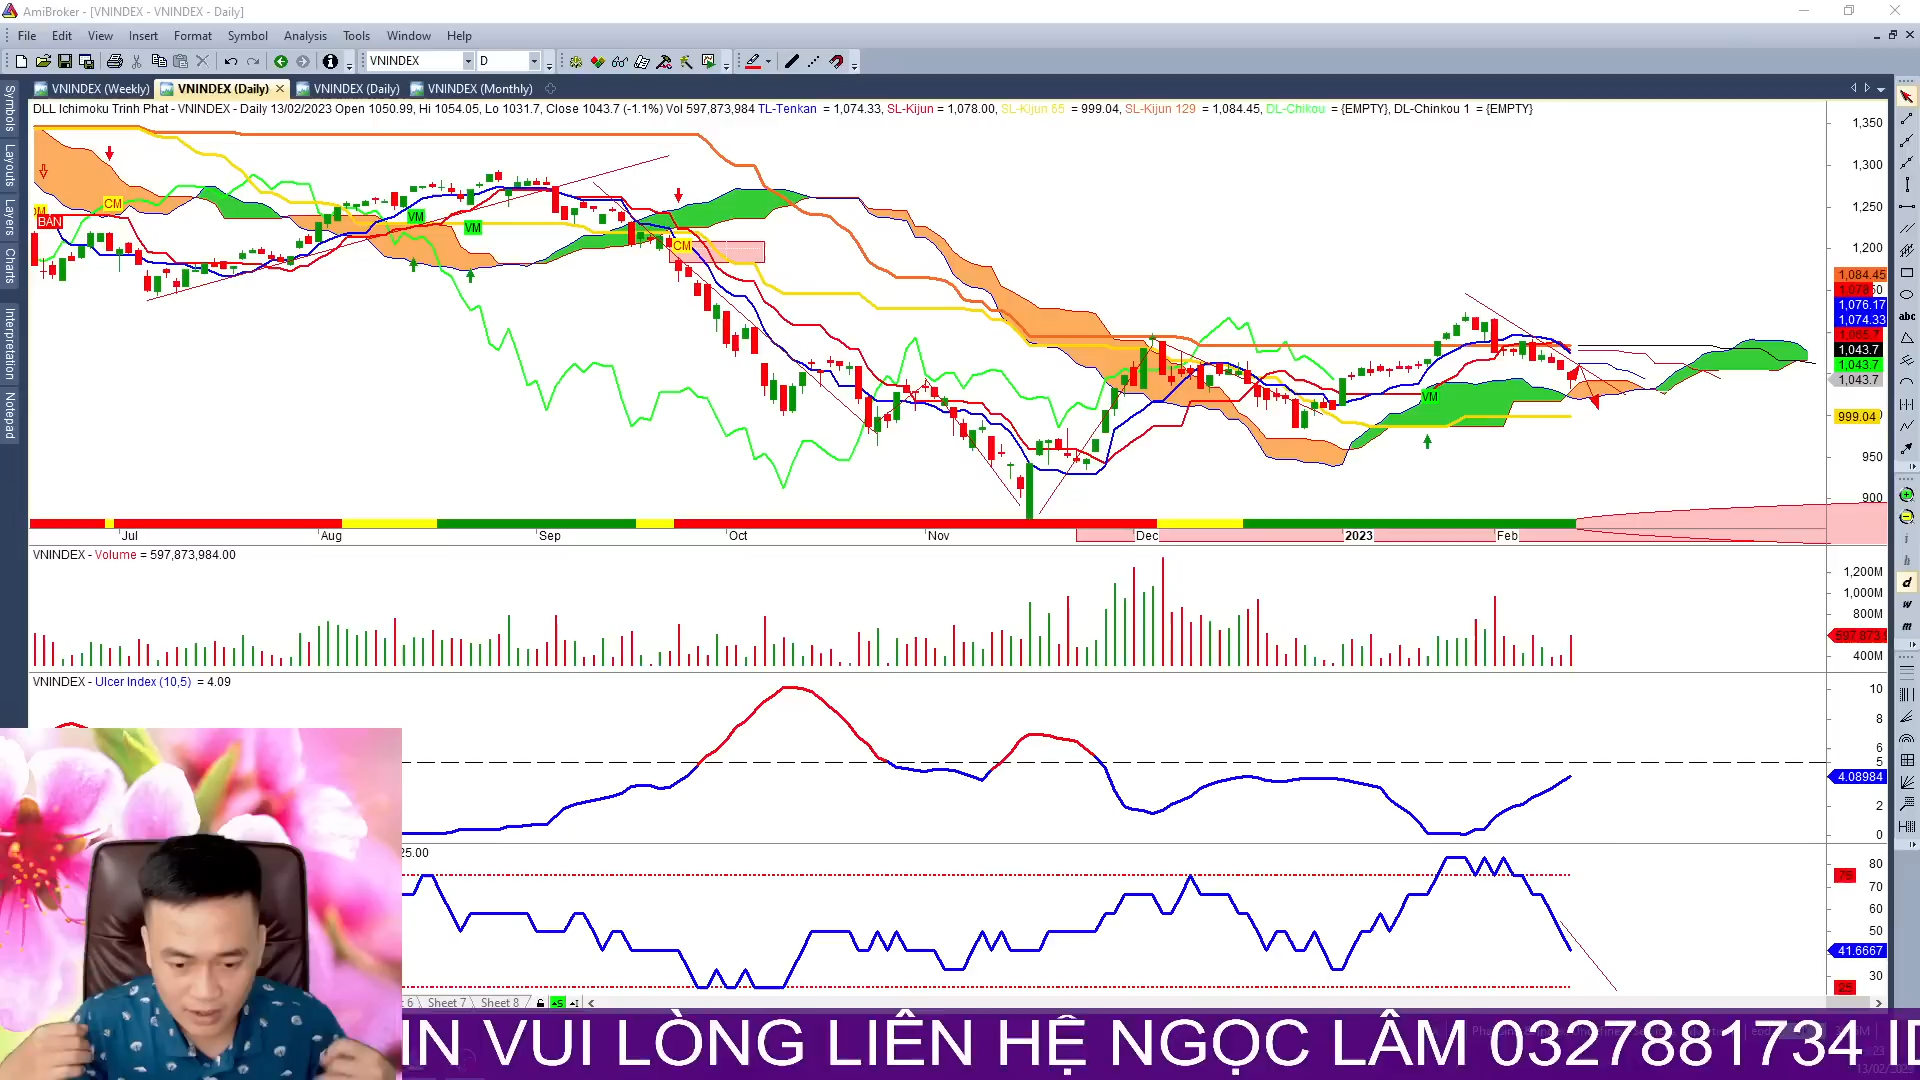 AmiBroker - [VNINDEX - VNINDEX - Daily]
File Edit View Insert Format Symbol Analysis Tools Window Help
VNINDEX D
VNINDEX (Weekly) VNINDEX (Daily) VNINDEX (Daily) VNINDEX (Monthly)
DLL Ichimoku Trinh Phat - VNINDEX - Daily 13/02/2023 Open 1050.99, Hi 1054.05, Lo 1031.7, Close 1043.7 (-1.1%) Vol 597,873,984 TL-Tenkan = 1,074.33, SL-Kijun = 1,078.00, SL-Kijun 65 = 999.04, SL-Kijun 129 = 1,084.45, DL-Chikou = {EMPTY}, DL-Chinkou 1 = {EMPTY}
Symbols
Layouts
Layers
Charts
Interpretation
Notepad
1,350
1,300
1,250
1,200
1,084.45
1,076.17
1,074.33
1,043.7
1,043.7
1,043.7
999.04
950
900
BAN
CM
VM
VM
CM
VM
abc
Jul Aug Sep Oct Nov Dec 2023 Feb
VNINDEX - Volume = 597,873,984.00
1,200M
1,000M
800M
597,873,9
400M
i
h
d
w
m
VNINDEX - Ulcer Index (10,5) = 4.09
10
8
6
5
4.08984
2
0
25.00
80
75
70
60
50
41.6667
30
25
6 Sheet 7 Sheet 8
IN VUI LÒNG LIÊN HỆ NGỌC LÂM 0327881734 ID